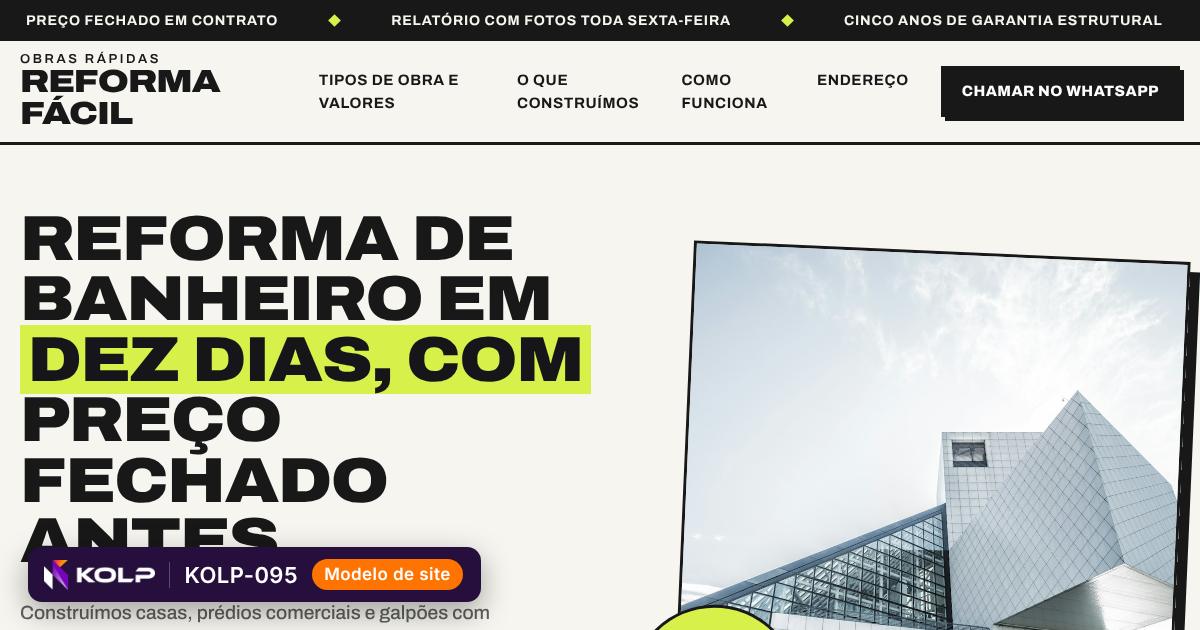 PREÇO FECHADO EM CONTRATO ◆ RELATÓRIO COM FOTOS TODA SEXTA-FEIRA ◆ CINCO ANOS DE GARANTIA ESTRUTURAL
OBRAS RÁPIDAS
REFORMA
FÁCIL
TIPOS DE OBRA E
VALORES
O QUE
CONSTRUÍMOS
COMO
FUNCIONA
ENDEREÇO
CHAMAR NO WHATSAPP
REFORMA DE
BANHEIRO EM
DEZ DIAS, COM
PREÇO
FECHADO
ANTES
KOLP KOLP-095 Modelo de site
Construímos casas, prédios comerciais e galpões com